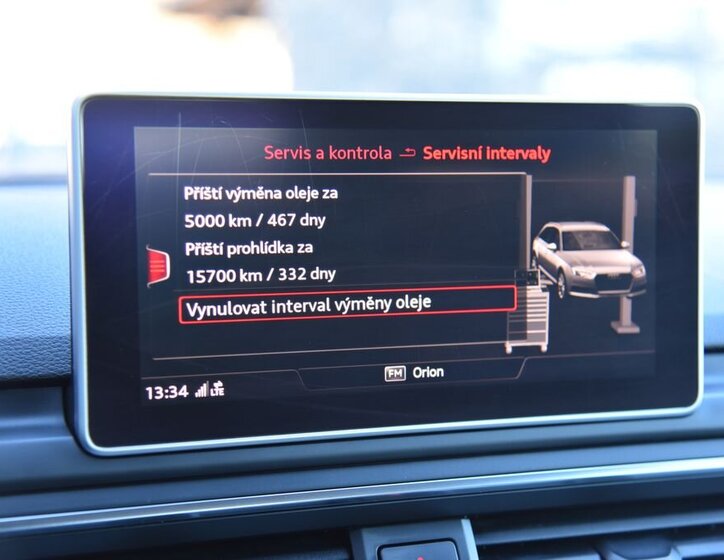 Servis a kontrola Servisní intervaly
Příští výměna oleje za
5000 km / 467 dny
Příští prohlídka za
15700 km / 332 dny
Vynulovat interval výměny oleje
FM Orion
13:34 LTE